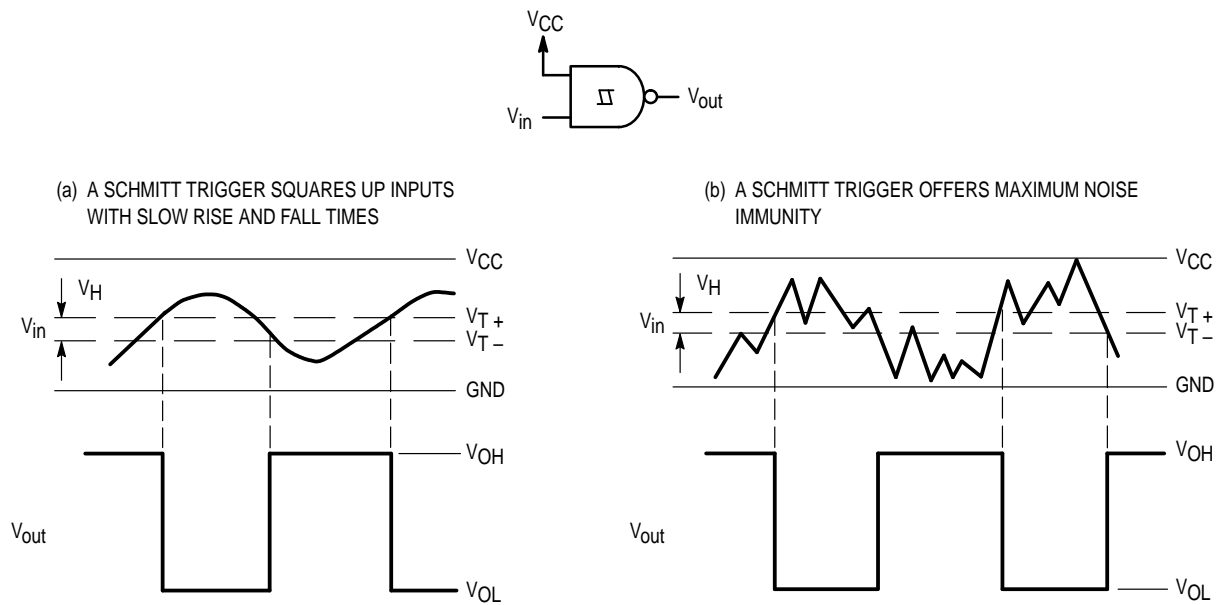 VCC
Vin
Vout
(a) A SCHMITT TRIGGER SQUARES UP INPUTS
WITH SLOW RISE AND FALL TIMES
VCC
VH
Vin
VT +
VT –
GND
VOH
Vout
VOL
(b) A SCHMITT TRIGGER OFFERS MAXIMUM NOISE
IMMUNITY
VCC
VH
Vin
VT +
VT –
GND
VOH
Vout
VOL